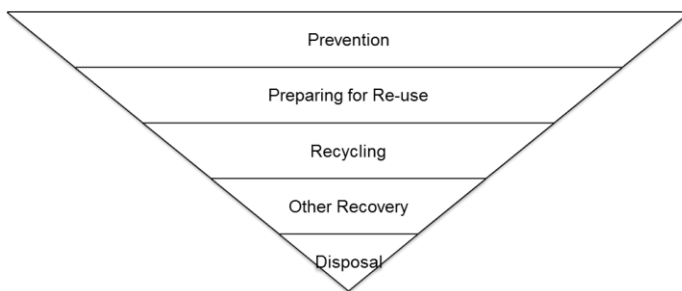 Prevention
Preparing for Re-use
Recycling
Other Recovery
Disposal